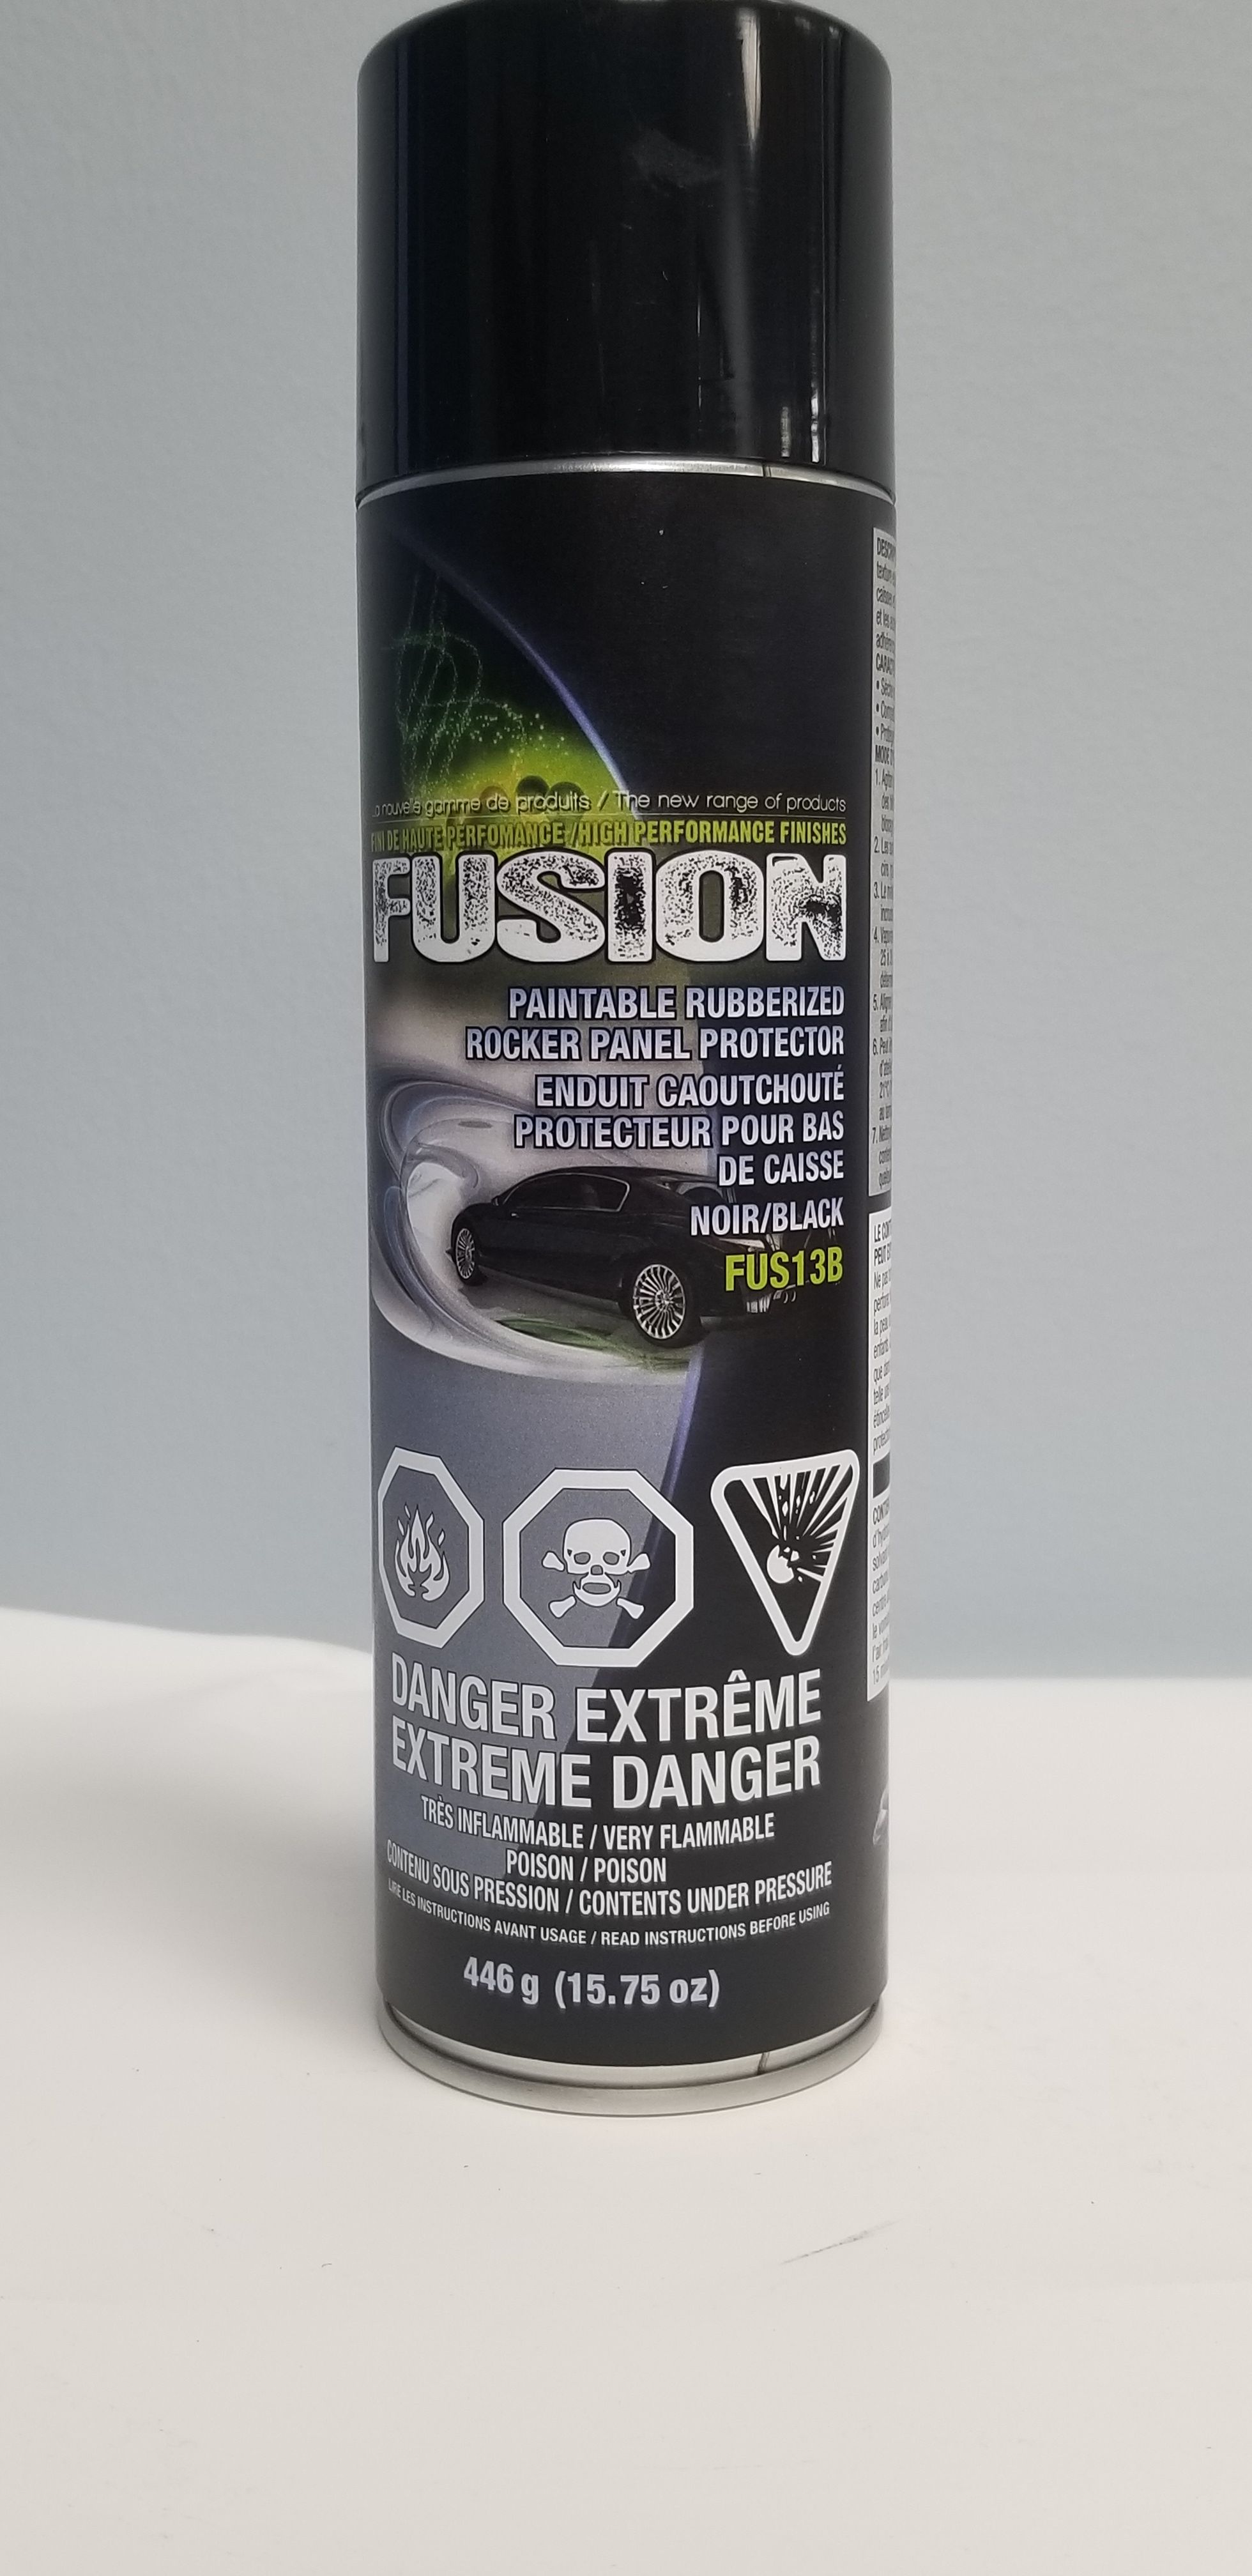 La nouvelle gamme de produits / The new range of products
FINI DE HAUTE PERFOMANCE / HIGH PERFORMANCE FINISHES
FUSION
PAINTABLE RUBBERIZED
ROCKER PANEL PROTECTOR
ENDUIT CAOUTCHOUTÉ
PROTECTEUR POUR BAS
DE CAISSE
NOIR/BLACK
FUS13B
DANGER EXTRÊME
EXTREME DANGER
TRÈS INFLAMMABLE / VERY FLAMMABLE
POISON / POISON
CONTENU SOUS PRESSION / CONTENTS UNDER PRESSURE
LIRE LES INSTRUCTIONS AVANT USAGE / READ INSTRUCTIONS BEFORE USING
446 g (15.75 oz)